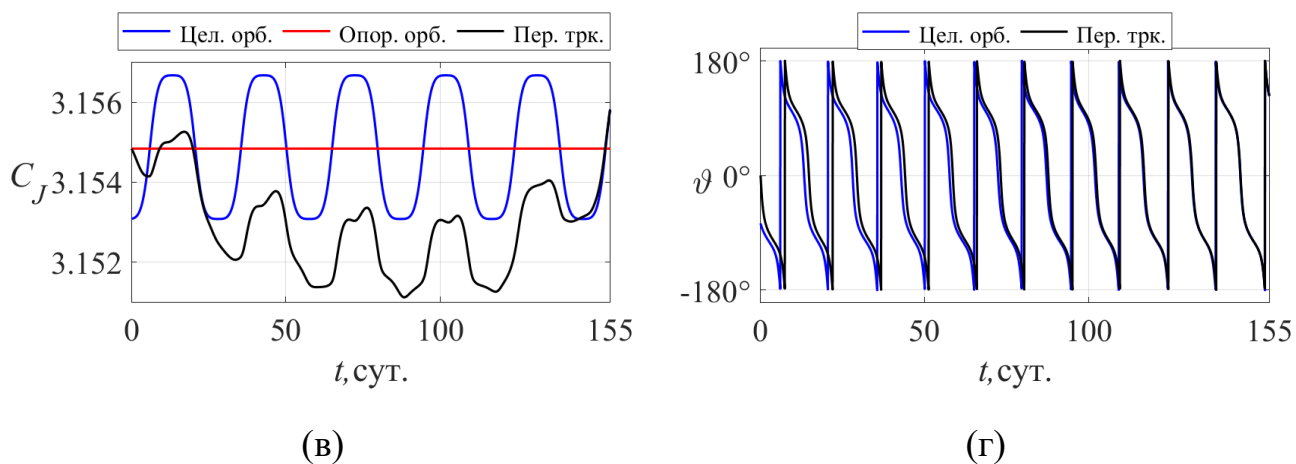 Цел. орб. Опор. орб. Пер. трк.
3.156
3.154
3.152
C_J
0 50 100 155
t, сут.
(в)
Цел. орб. Пер. трк.
180°
0°
-180°
ϑ
0 50 100 155
t, сут.
(г)